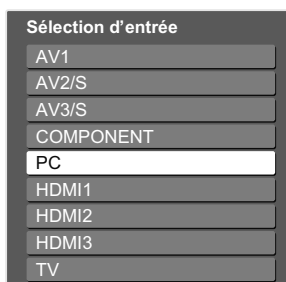 Sélection d’entrée
AV1
AV2/S
AV3/S
COMPONENT
PC
HDMI1
HDMI2
HDMI3
TV